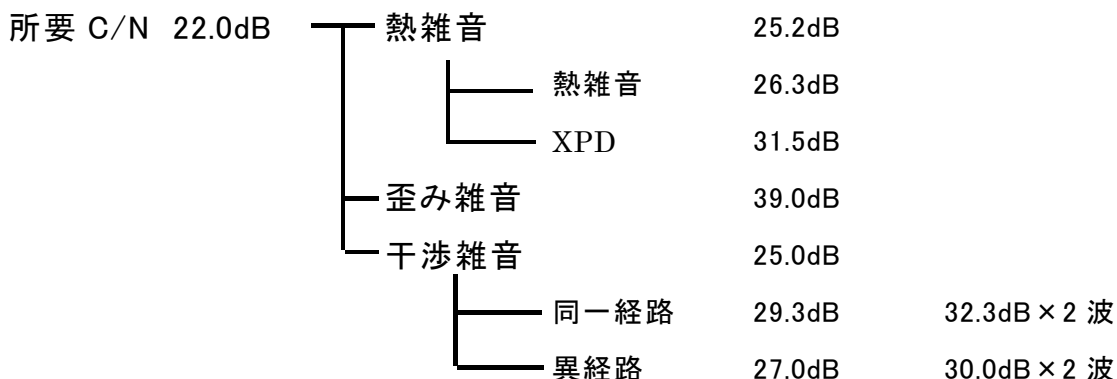 所要 C/N 22.0dB 熱雑音 25.2dB
熱雑音 26.3dB
XPD 31.5dB
歪み雑音 39.0dB
干渉雑音 25.0dB
同一経路 29.3dB 32.3dB×2 波
異経路 27.0dB 30.0dB×2 波